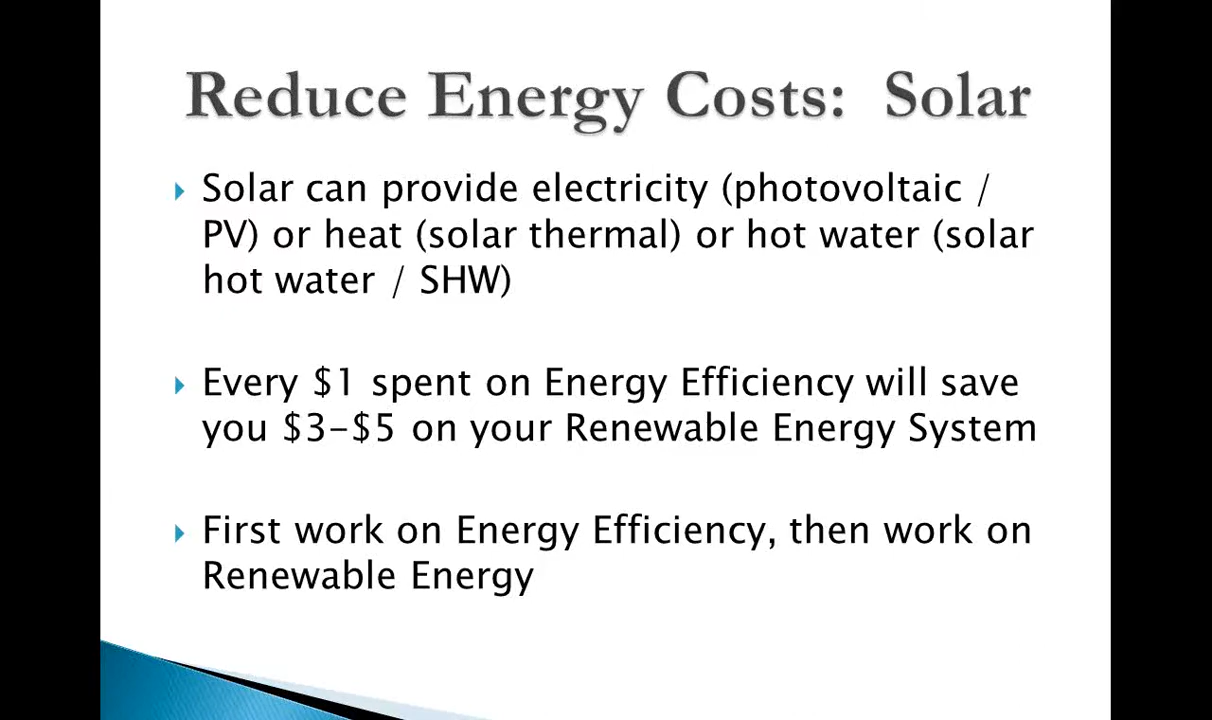 Reduce Energy Costs:  Solar
Solar can provide electricity (photovoltaic /
PV) or heat (solar thermal) or hot water (solar
hot water / SHW)
Every $1 spent on Energy Efficiency will save
you $3-$5 on your Renewable Energy System
First work on Energy Efficiency, then work on
Renewable Energy